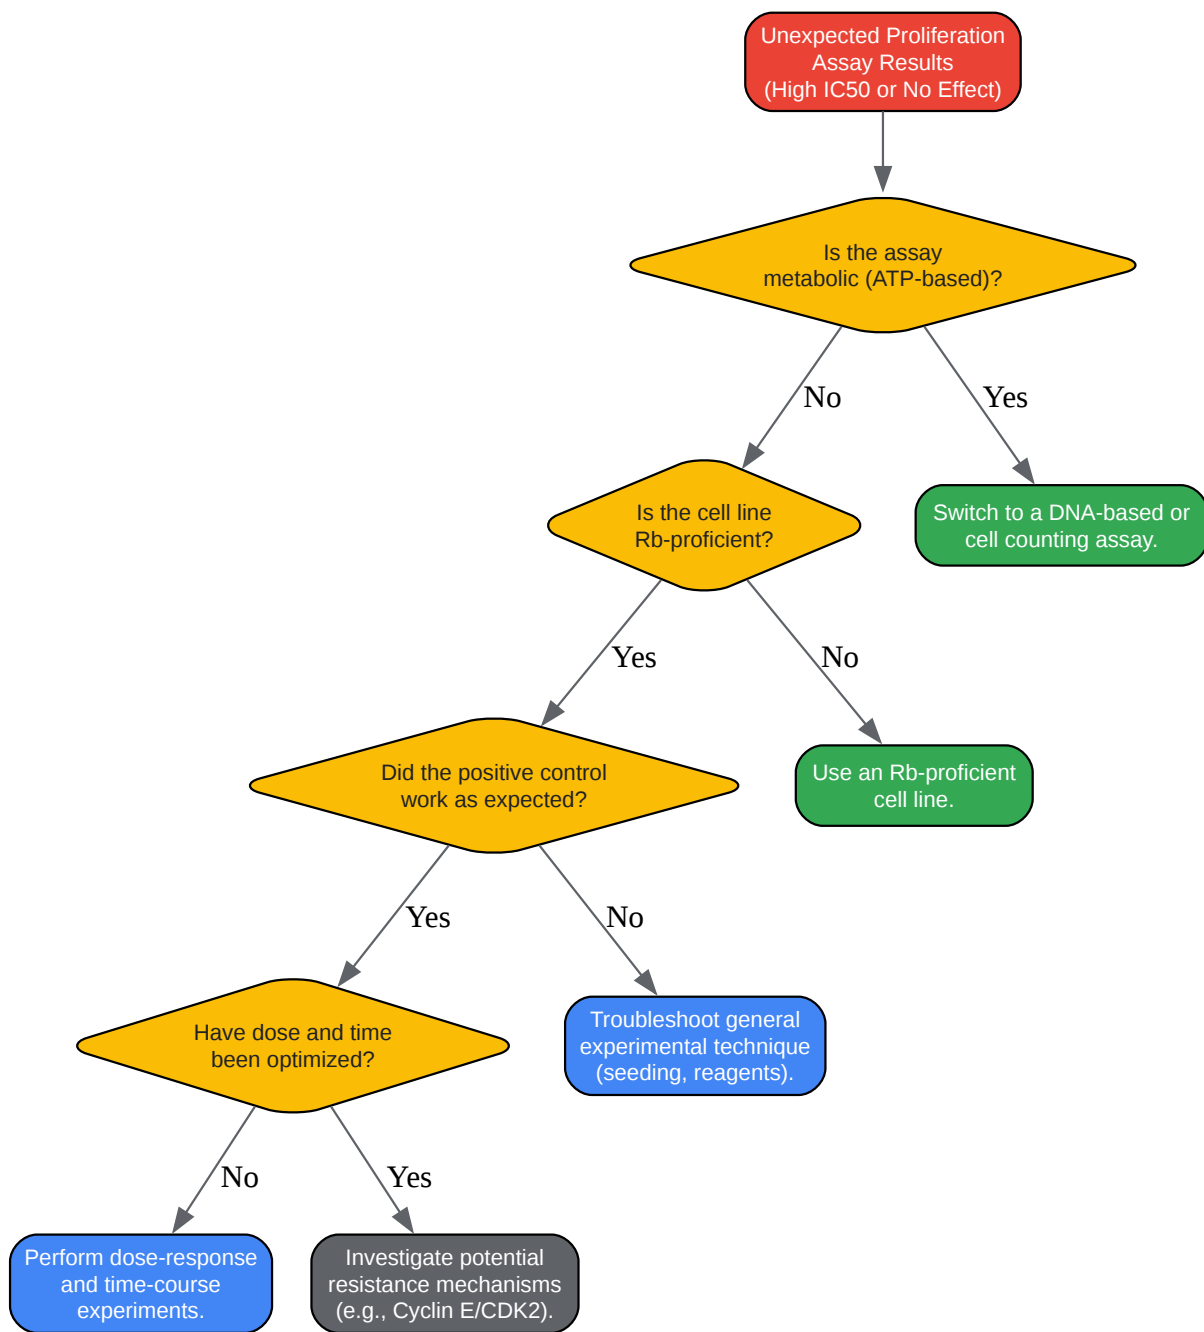 Unexpected Proliferation
Assay Results
(High IC50 or No Effect)
Is the assay
metabolic (ATP-based)?
No
Yes
Is the cell line
Rb-proficient?
Switch to a DNA-based or
cell counting assay.
Yes
No
Did the positive control
work as expected?
Use an Rb-proficient
cell line.
Yes
No
Have dose and time
been optimized?
Troubleshoot general
experimental technique
(seeding, reagents).
No
Yes
Perform dose-response
and time-course
experiments.
Investigate potential
resistance mechanisms
(e.g., Cyclin E/CDK2).